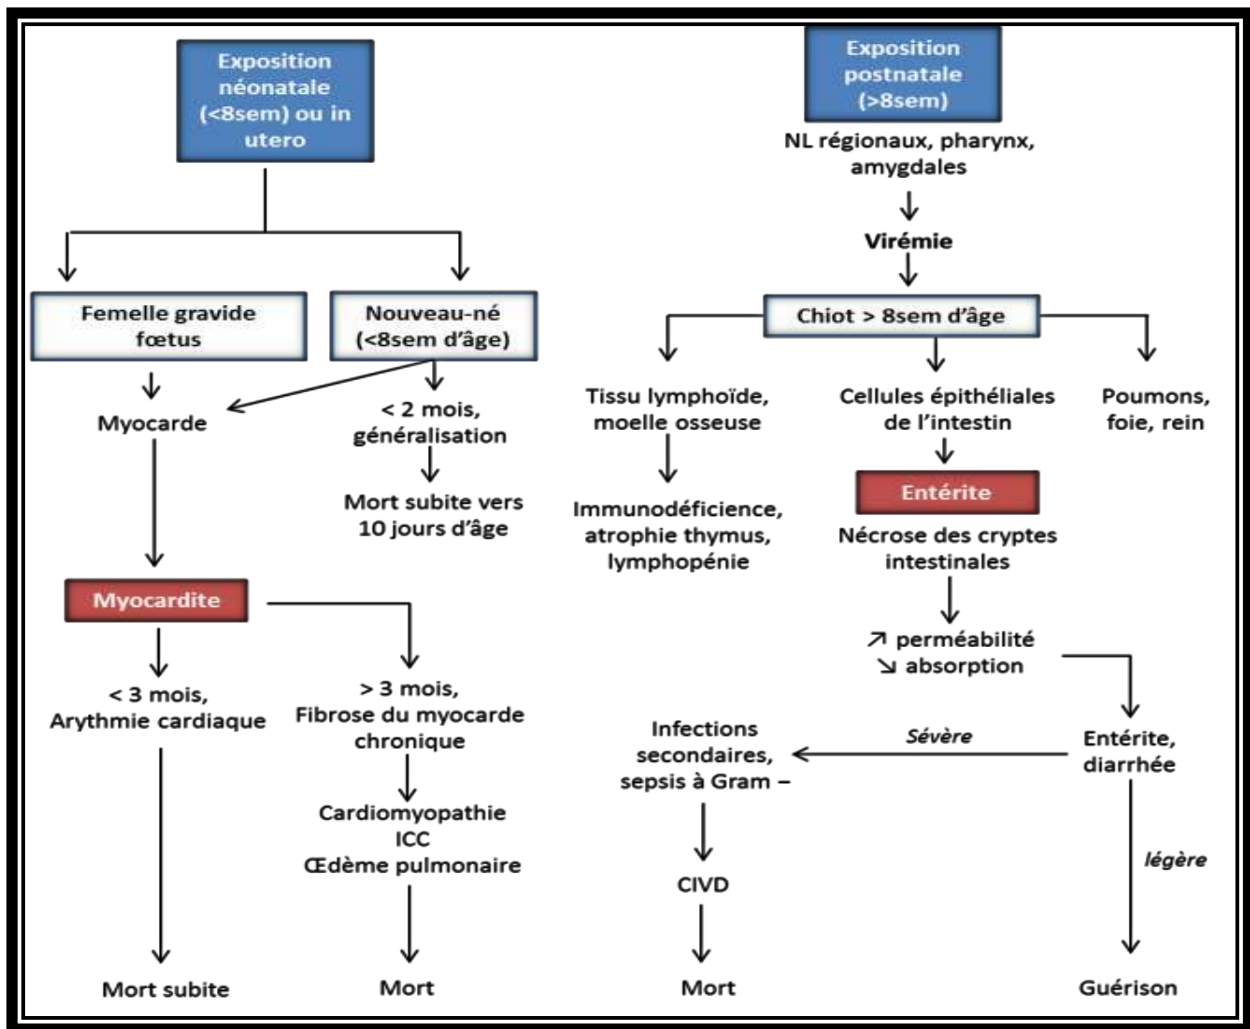 Exposition
néonatale
(<8sem) ou in
utero
Femelle gravide
fœtus
Nouveau-né
(<8sem d'âge)
Myocarde
< 2 mois,
généralisation
Mort subite vers
10 jours d'âge
Myocardite
< 3 mois,
Arythmie cardiaque
> 3 mois,
Fibrose du myocarde
chronique
Cardiomyopathie
ICC
Œdème pulmonaire
Mort subite
Mort
Exposition
postnatale
(>8sem)
NL régionaux, pharynx,
amygdales
Virémie
Chiot > 8sem d'âge
Tissu lymphoïde,
moelle osseuse
Immunodéficience,
atrophie thymus,
lymphopénie
Cellules épithéliales
de l'intestin
Entérite
Nécrose des cryptes
intestinales
↗ perméabilité
↘ absorption
Poumons,
foie, rein
Entérite,
diarrhée
Sévère
Infections
secondaires,
sepsis à Gram –
CIVD
Mort
légère
Guérison